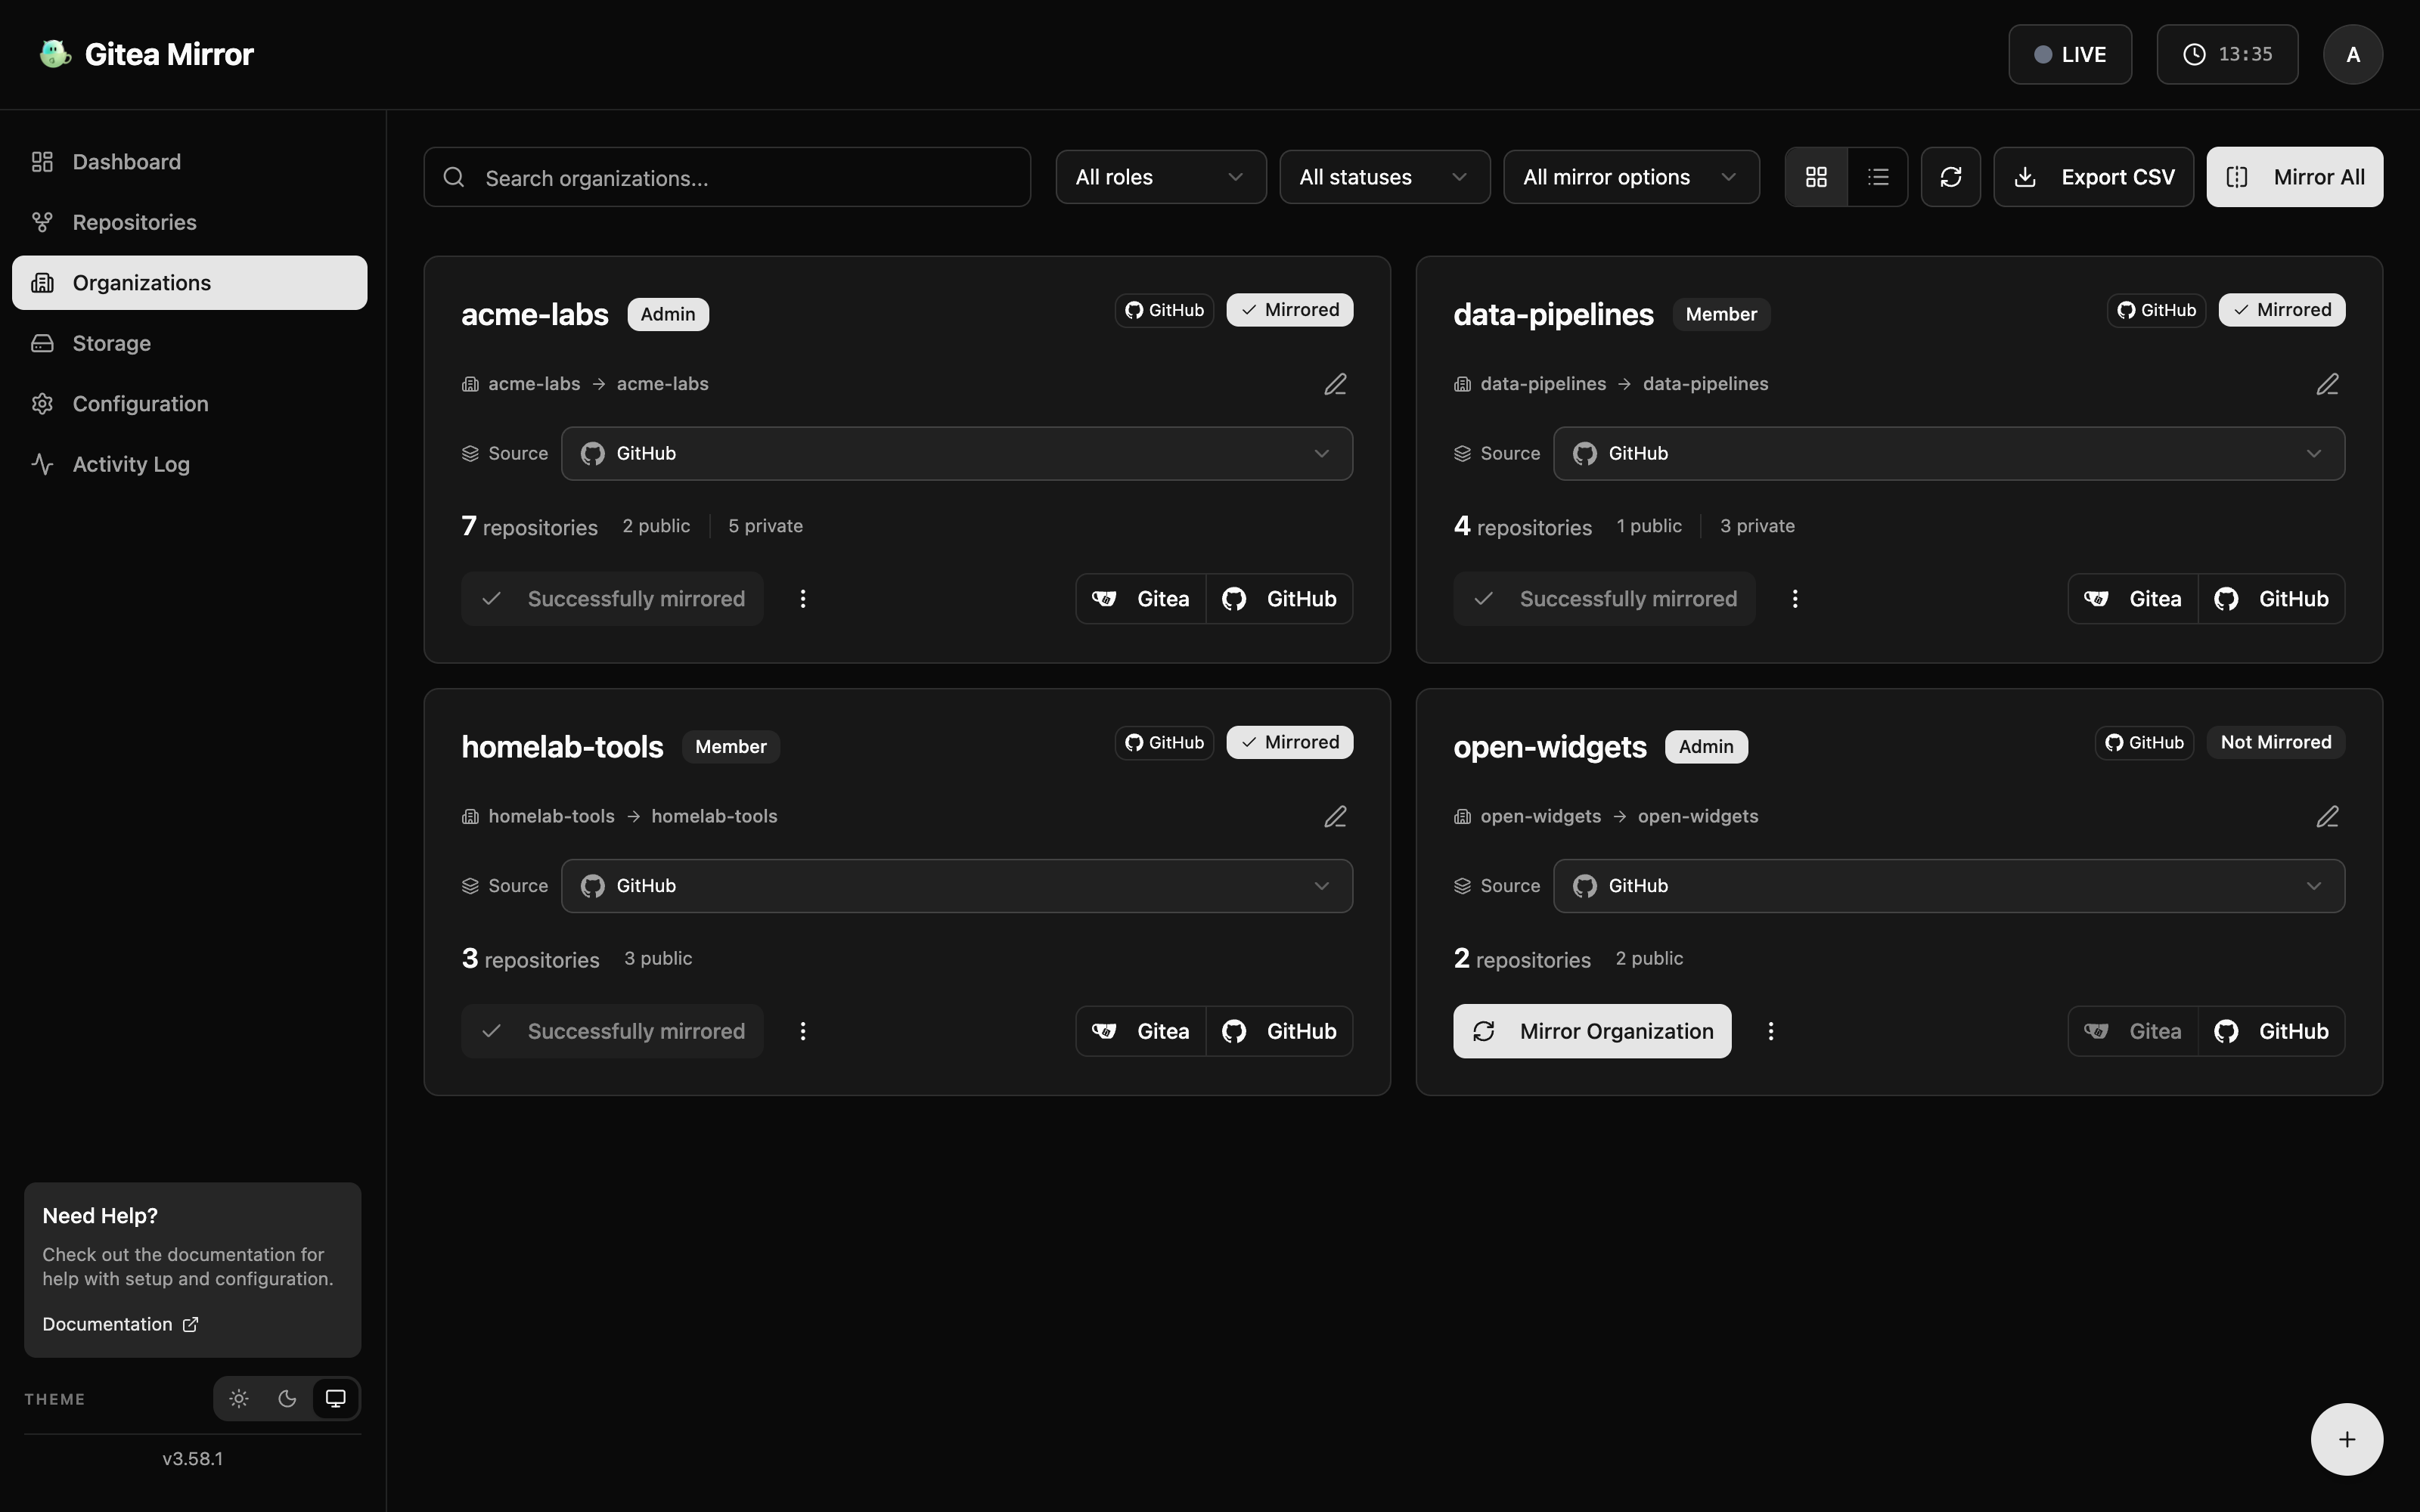 Gitea Mirror
LIVE
13:35
A
Dashboard
Repositories
Organizations
Storage
Configuration
Activity Log
Search organizations...
All roles
All statuses
All mirror options
Export CSV
Mirror All
acme-labs Admin GitHub Mirrored
acme-labs → acme-labs
Source GitHub
7 repositories 2 public 5 private
Successfully mirrored Gitea GitHub
data-pipelines Member GitHub Mirrored
data-pipelines → data-pipelines
Source GitHub
4 repositories 1 public 3 private
Successfully mirrored Gitea GitHub
homelab-tools Member GitHub Mirrored
homelab-tools → homelab-tools
Source GitHub
3 repositories 3 public
Successfully mirrored Gitea GitHub
open-widgets Admin GitHub Not Mirrored
open-widgets → open-widgets
Source GitHub
2 repositories 2 public
Mirror Organization Gitea GitHub
Need Help?
Check out the documentation for
help with setup and configuration.
Documentation
THEME
v3.58.1